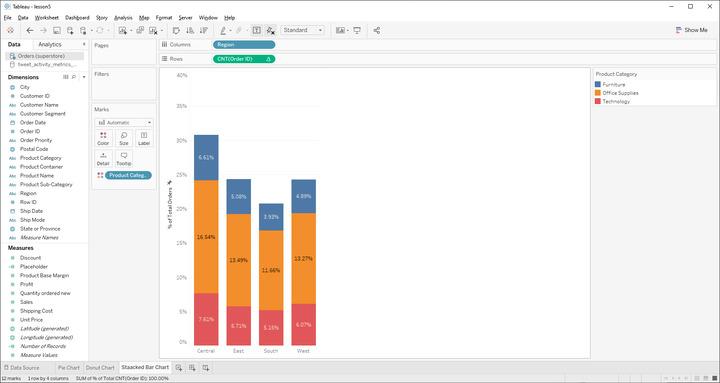 Tableau - lesson5
File Data Worksheet Dashboard Story Analysis Map Format Server Window Help
Standard
Show Me
Data Analytics
Orders (superstore)
tweet_activity_metrics_...
Dimensions
City
Customer ID
Customer Name
Customer Segment
Order Date
Order ID
Order Priority
Postal Code
Product Category
Product Container
Product Name
Product Sub-Category
Region
Row ID
Ship Date
Ship Mode
State or Province
Measure Names
Measures
Discount
Placeholder
Product Base Margin
Profit
Quantity ordered new
Sales
Shipping Cost
Unit Price
Latitude (generated)
Longitude (generated)
Number of Records
Measure Values
Pages
Filters
Marks
Automatic
Color Size Label
Detail Tooltip
Product Categ..
Columns Region
Rows CNT(Order ID)
% of Total Orders %
40%
35%
30%
25%
20%
15%
10%
5%
0%
6.61% 5.08% 3.93% 4.89%
16.54% 13.49% 11.66% 13.27%
7.61% 5.71% 5.16% 6.07%
Central East South West
Product Category
Furniture
Office Supplies
Technology
Data Source Pie Chart Donut Chart Staacked Bar Chart
12 marks 1 row by 4 columns SUM of % of Total CNT(Order ID): 100.00%